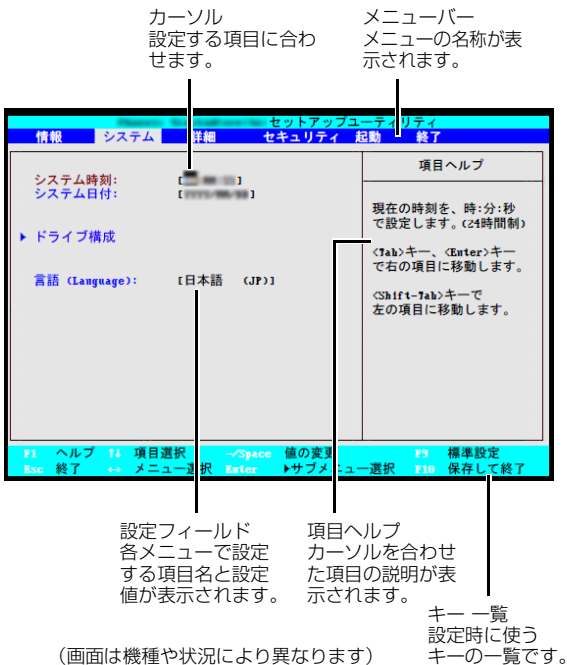 カーソル
設定する項目に合わ
せます。
メニューバー
メニューの名称が表
示されます。
セットアップユーティリティ
情報 システム 詳細 セキュリティ 起動 終了
システム時刻:
システム日付:
ドライブ構成
言語 (Language): [日本語 (JP)]
項目ヘルプ
現在の時刻を、時:分:秒
で設定します。(24時間制)
<Tab>キー、<Enter>キー
で右の項目に移動します。
<Shift-Tab>キーで
左の項目に移動します。
F1 ヘルプ ↑↓ 項目選択 -/Space 値の変更 F9 標準設定
Esc 終了 ↔ メニュー選択 Enter ▶サブメニュー選択 F10 保存して終了
設定フィールド
各メニューで設定
する項目名と設定
値が表示されます。
項目ヘルプ
カーソルを合わせ
た項目の説明が表
示されます。
キー 一覧
設定時に使う
キーの一覧です。
(画面は機種や状況により異なります)